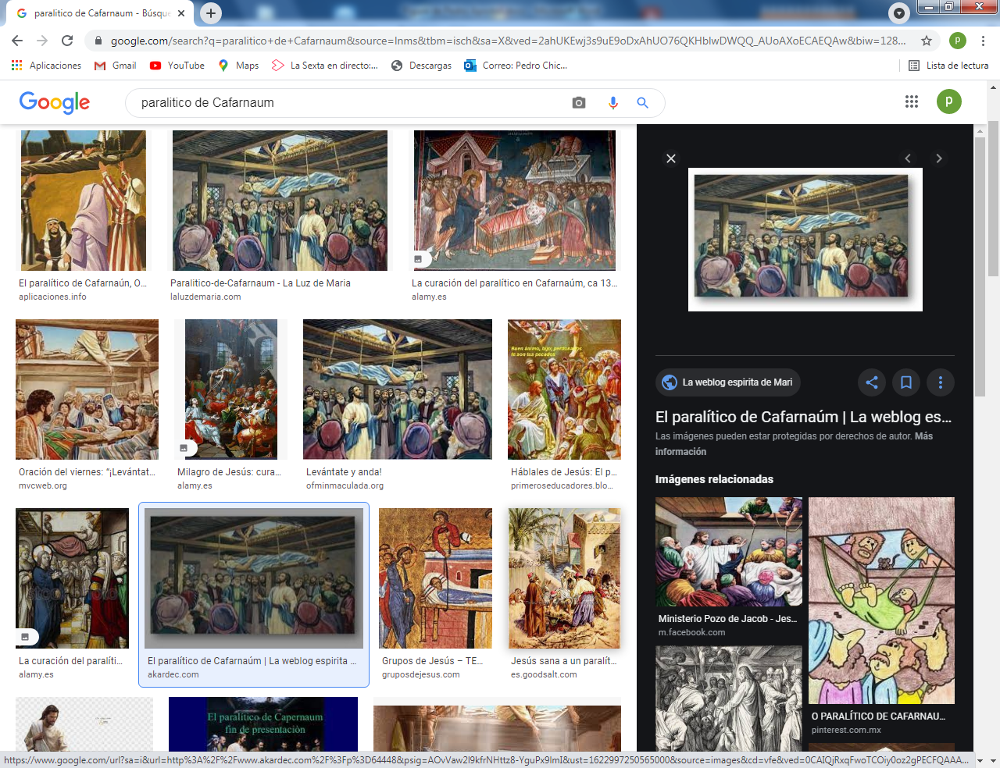 paralitico de Cafarnaum - Búsque
google.com/search?q=paralitico+de+Cafarnaum&source=lnms&tbm=isch&sa=X&ved=2ahUKEwj3s9uE9oDxAhUO76QKHblwDWQQ_AUoAXoECAEQAw&biw=128...
p
Aplicaciones
Gmail
YouTube
Maps
La Sexta en directo:...
Descargas
Correo: Pedro Chic...
Lista de lectura
Google
paralitico de Cafarnaum
p
El paralítico de Cafarnaún, O...
aplicaciones.info
Paralitico-de-Cafarnaum - La Luz de Maria
laluzdemaria.com
La curación del paralítico en Cafarnaúm, ca 13...
alamy.es
Buen ánimo, hijo; perdonados
te son tus pecados
Oración del viernes: “¡Levántat...
mvcweb.org
Milagro de Jesús: cura...
alamy.es
Levántate y anda!
ofminmaculada.org
Háblales de Jesús: El p...
primeroseducadores.blo...
La curación del paralíti...
alamy.es
El paralítico de Cafarnaúm | La weblog espirita ...
akardec.com
Grupos de Jesús – TE...
gruposdejesus.com
Jesús sana a un paralít...
es.goodsalt.com
El paralítico de Capernaum
fin de presentación
La weblog espirita de Mari
El paralítico de Cafarnaúm | La weblog es...
Las imágenes pueden estar protegidas por derechos de autor. Más
información
Imágenes relacionadas
Ministerio Pozo de Jacob - Jes...
m.facebook.com
O PARALÍTICO DE CAFARNAU...
pinterest.com.mx
https://www.google.com/url?sa=i&url=http%3A%2F%2Fwww.akardec.com%2F%3Fp%3D64448&psig=AOvVaw2l9kfrNHttz8-YguPx9lmI&ust=1622997250565000&source=images&cd=vfe&ved=0CAIQjRxqFwoTCOiy0oz2gPECFQAAA...